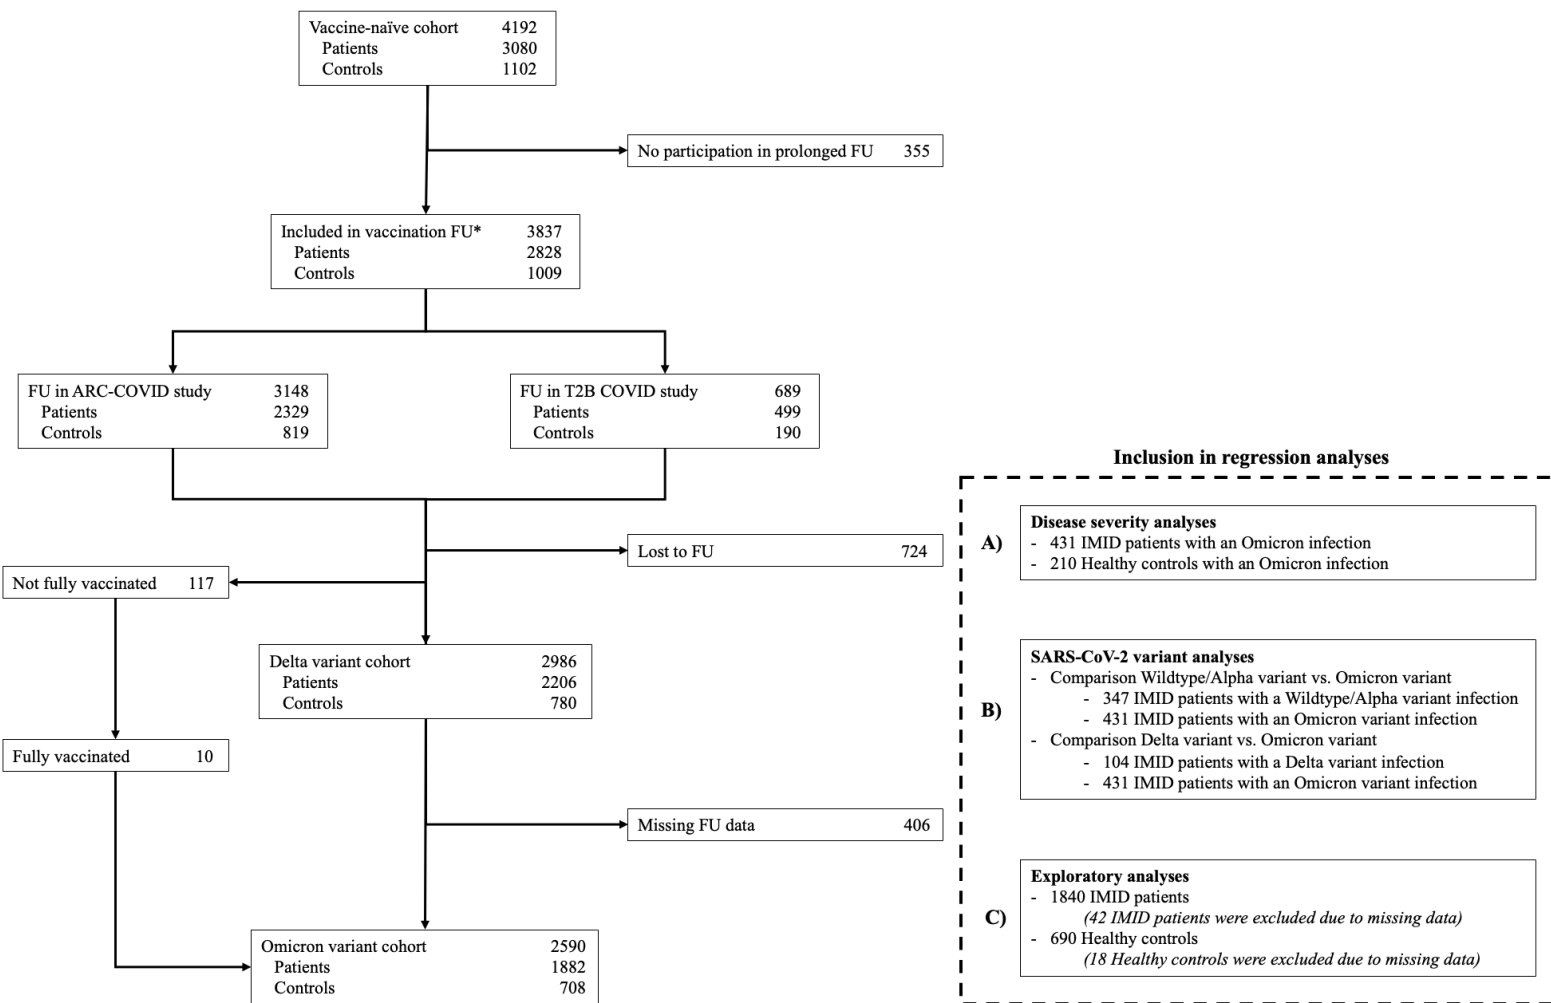 Vaccine-naïve cohort 4192
Patients 3080
Controls 1102
No participation in prolonged FU 355
Included in vaccination FU* 3837
Patients 2828
Controls 1009
FU in ARC-COVID study 3148
Patients 2329
Controls 819
FU in T2B COVID study 689
Patients 499
Controls 190
Lost to FU 724
Not fully vaccinated 117
Delta variant cohort 2986
Patients 2206
Controls 780
Fully vaccinated 10
Missing FU data 406
Omicron variant cohort 2590
Patients 1882
Controls 708
Inclusion in regression analyses
A)
Disease severity analyses
- 431 IMID patients with an Omicron infection
- 210 Healthy controls with an Omicron infection
B)
SARS-CoV-2 variant analyses
- Comparison Wildtype/Alpha variant vs. Omicron variant
- 347 IMID patients with a Wildtype/Alpha variant infection
- 431 IMID patients with an Omicron variant infection
- Comparison Delta variant vs. Omicron variant
- 104 IMID patients with a Delta variant infection
- 431 IMID patients with an Omicron variant infection
C)
Exploratory analyses
- 1840 IMID patients
(42 IMID patients were excluded due to missing data)
- 690 Healthy controls
(18 Healthy controls were excluded due to missing data)